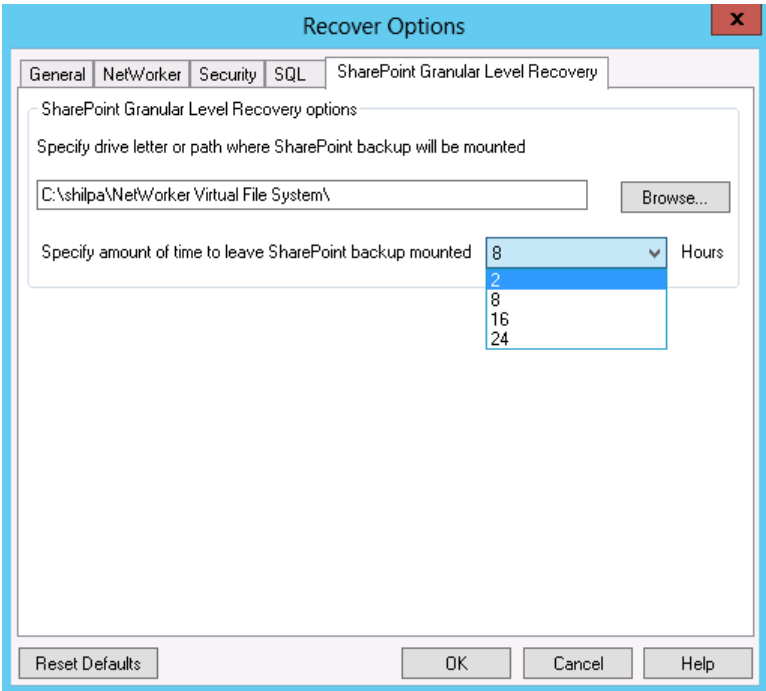 Recover Options
x
General NetWorker Security SQL SharePoint Granular Level Recovery
SharePoint Granular Level Recovery options
Specify drive letter or path where SharePoint backup will be mounted
C:\shilpa\NetWorker Virtual File System\ Browse...
Specify amount of time to leave SharePoint backup mounted 8 Hours
2
8
16
24
Reset Defaults OK Cancel Help